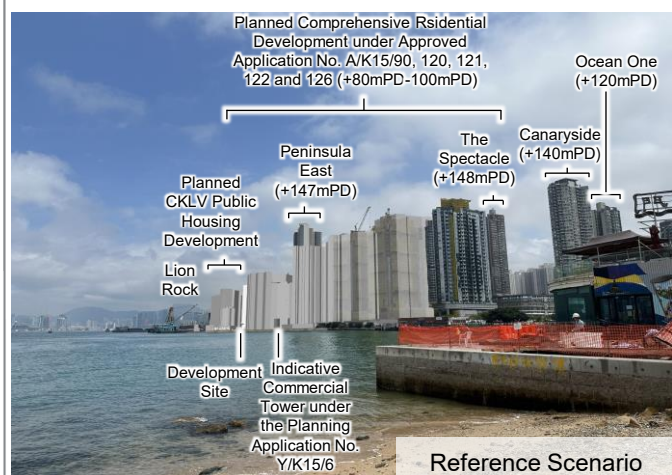 Planned Comprehensive Rsidential
Development under Approved
Application No. A/K15/90, 120, 121,
122 and 126 (+80mPD-100mPD)
Ocean One
(+120mPD)
Canaryside
(+140mPD)
The
Spectacle
(+148mPD)
Peninsula
East
(+147mPD)
Planned
CKLV Public
Housing
Development
Lion
Rock
Development
Site
Indicative
Commercial
Tower under
the Planning
Application No.
Y/K15/6
Reference Scenario